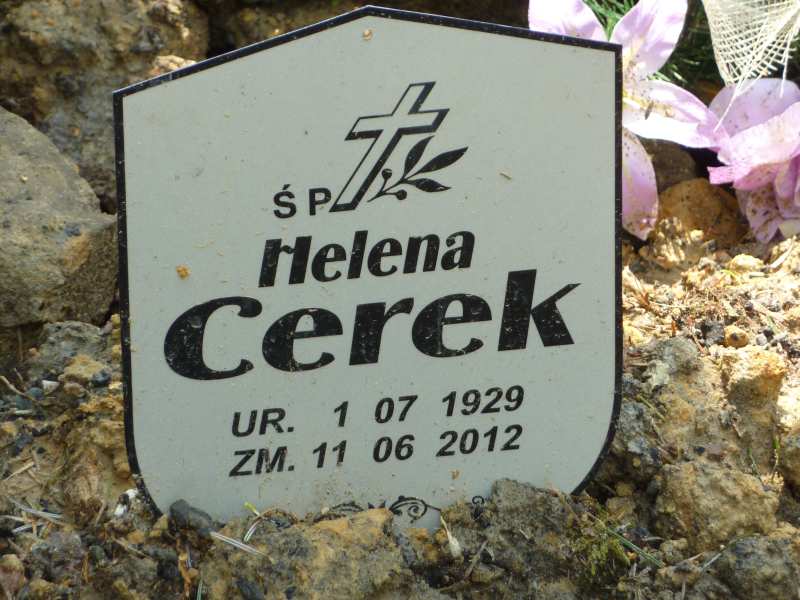 ŚP
Helena
Cerek
UR. 1 07 1929
ZM. 11 06 2012